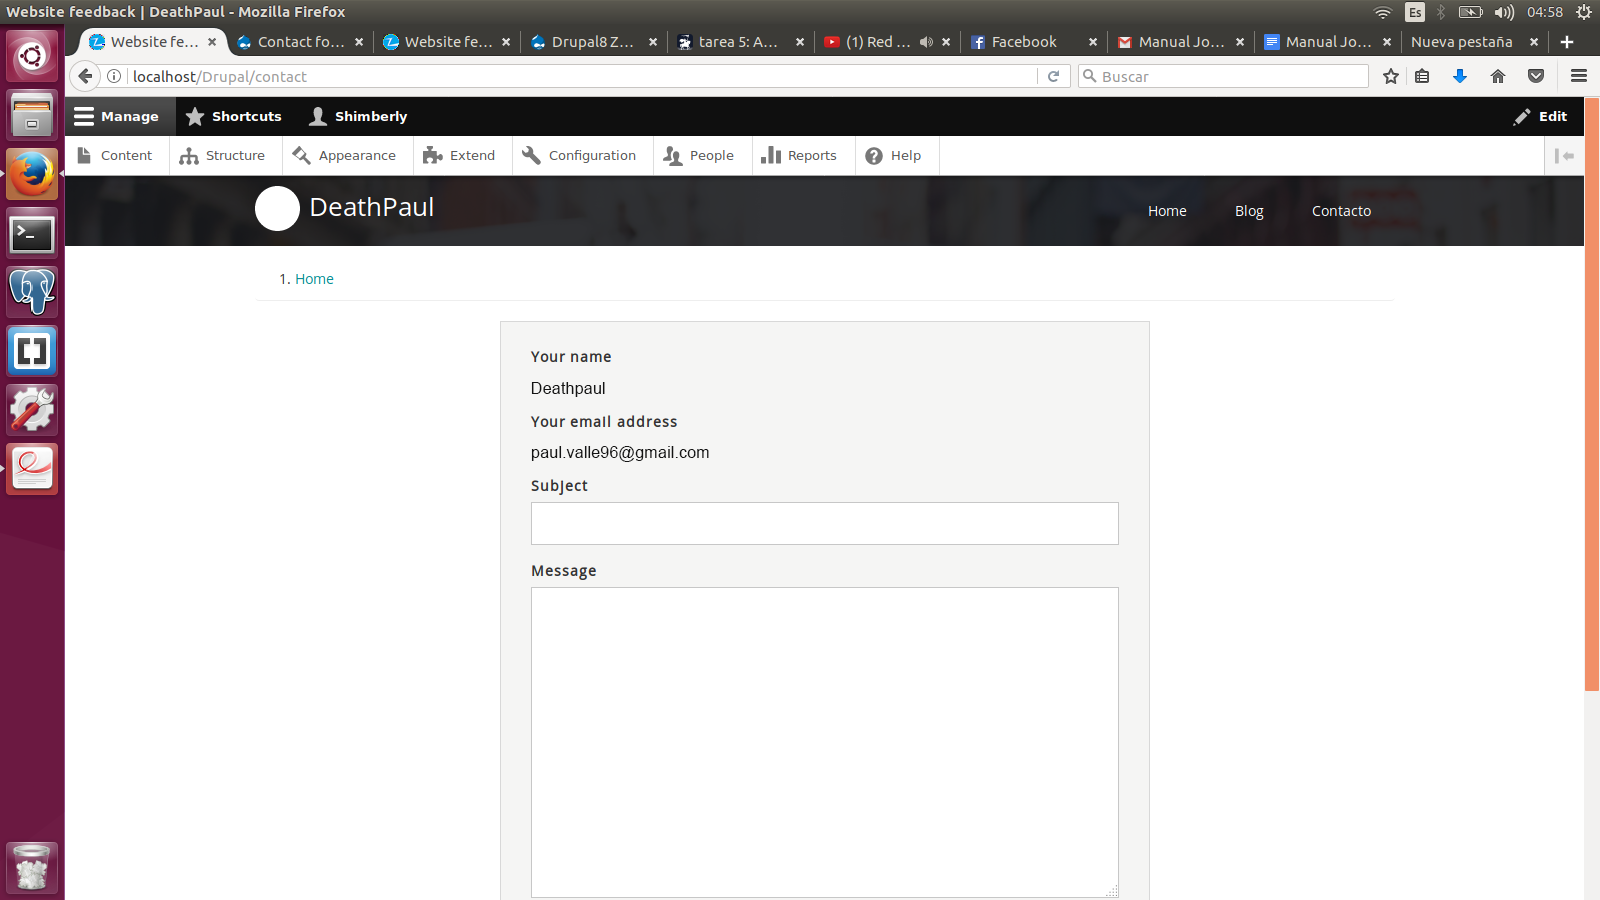 Website feedback | DeathPaul - Mozilla Firefox
Es
04:58
Website fe...
Contact fo...
Website fe...
Drupal8 Z...
tarea 5: A...
(1) Red ...
Facebook
Manual Jo...
Manual Jo...
Nueva pestaña
localhost/Drupal/contact
Buscar
Manage
Shortcuts
Shimberly
Edit
Content
Structure
Appearance
Extend
Configuration
People
Reports
Help
DeathPaul
Home
Blog
Contacto
1. Home
Your name
Deathpaul
Your email address
paul.valle96@gmail.com
Subject
Message